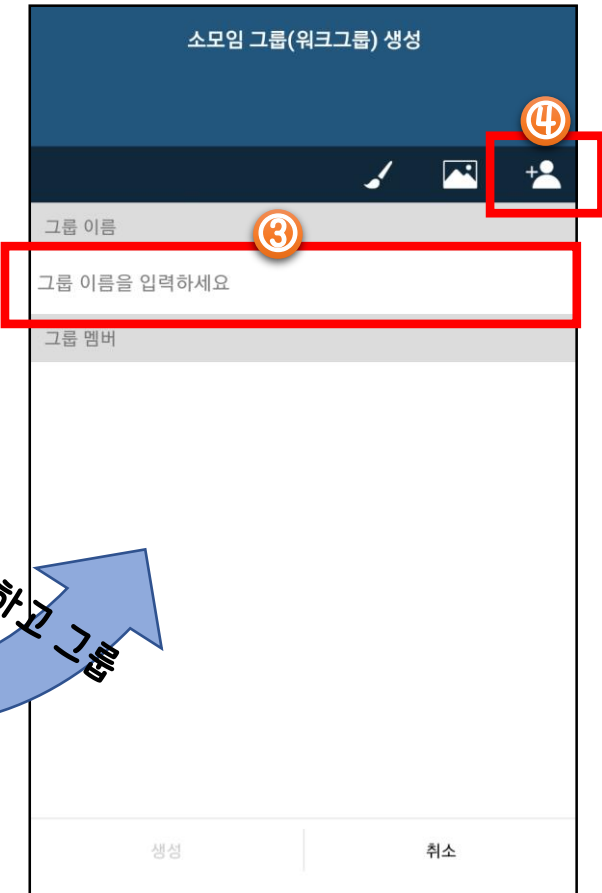 소모임 그룹(워크그룹) 생성
④
그룹 이름
③
그룹 이름을 입력하세요
그룹 멤버
하고 그룹
생성
취소